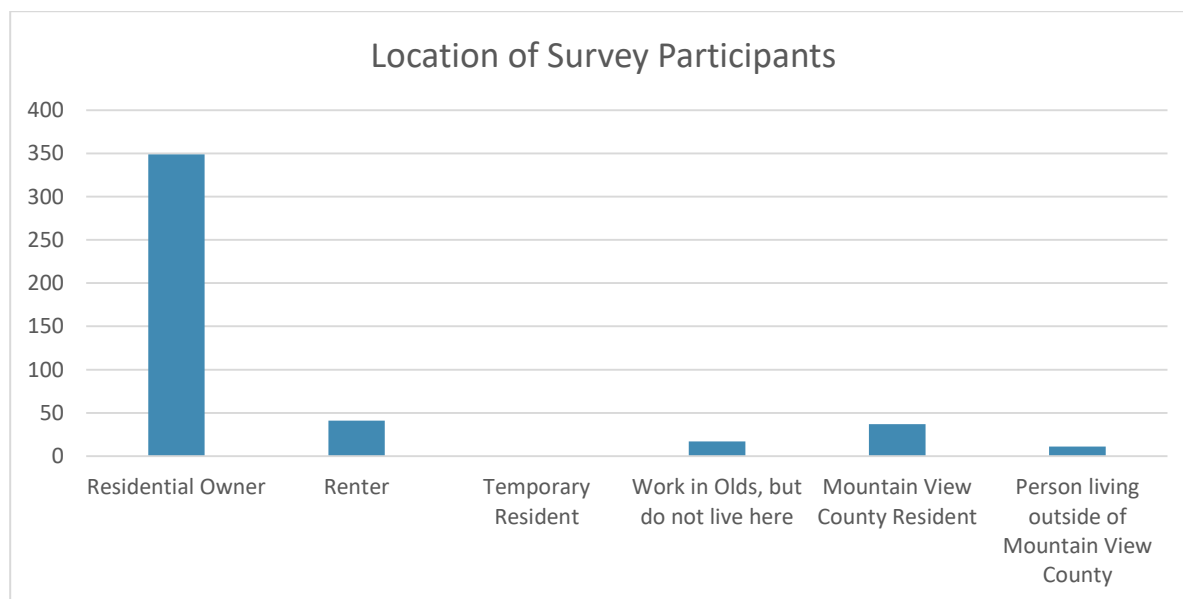 Location of Survey Participants
400
350
300
250
200
150
100
50
0
Residential Owner
Renter
Temporary
Resident
Work in Olds, but
do not live here
Mountain View
County Resident
Person living
outside of
Mountain View
County